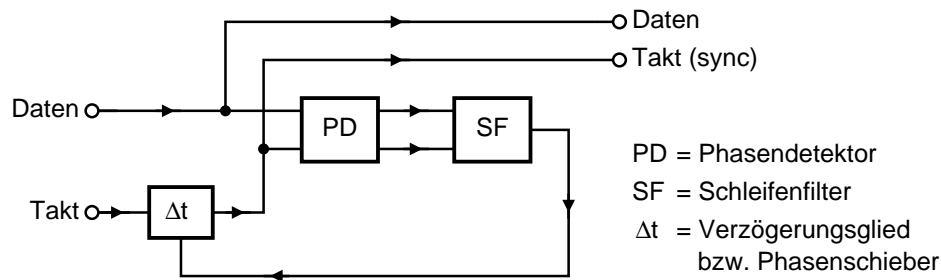 Daten
Takt (sync)
Daten
PD
SF
Takt
Δt
PD = Phasendetektor
SF = Schleifenfilter
Δt = Verzögerungsglied
bzw. Phasenschieber